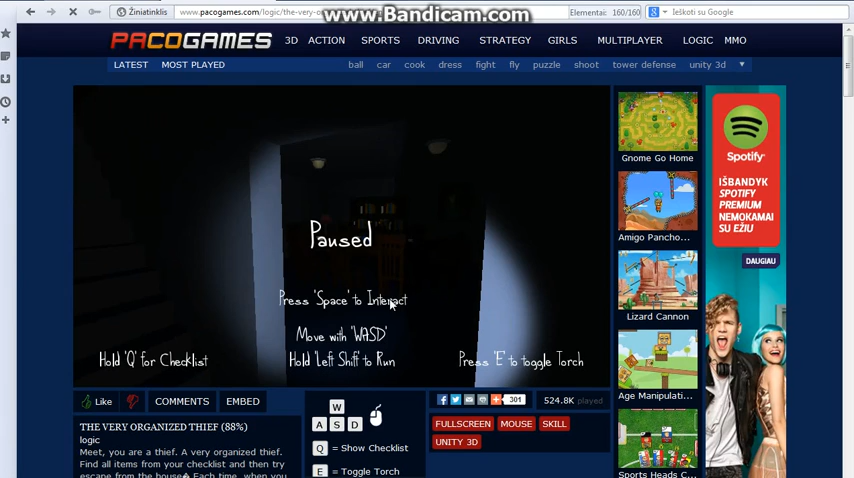 Žiniatinklis
www.pacogames.com/logic/the-very-o
www.Bandicam.com
Elementai: 160/160
Ieškoti su Google
PACOGAMES
3D ACTION SPORTS DRIVING STRATEGY GIRLS MULTIPLAYER LOGIC MMO
LATEST MOST PLAYED ball car cook dress fight fly puzzle shoot tower defense unity 3d
Paused
Press 'Space' to Interact
Move with 'WASD'
Hold 'Q' for Checklist
Hold 'Left Shift' to Run
Press 'E' to toggle Torch
Gnome Go Home
Amigo Pancho...
Lizard Cannon
Age Manipulati...
Sports Heads C...
Spotify
IŠBANDYK
SPOTIFY
PREMIUM
NEMOKAMAI
SU EŽIU
DAUGIAU
Like
COMMENTS
EMBED
THE VERY ORGANIZED THIEF (88%)
logic
Meet, you are a thief. A very organized thief.
Find all items from your checklist and then try
escape from the house� Each time, when you
W
A S D
Q = Show Checklist
E = Toggle Torch
301
524.8K played
FULLSCREEN MOUSE SKILL
UNITY 3D